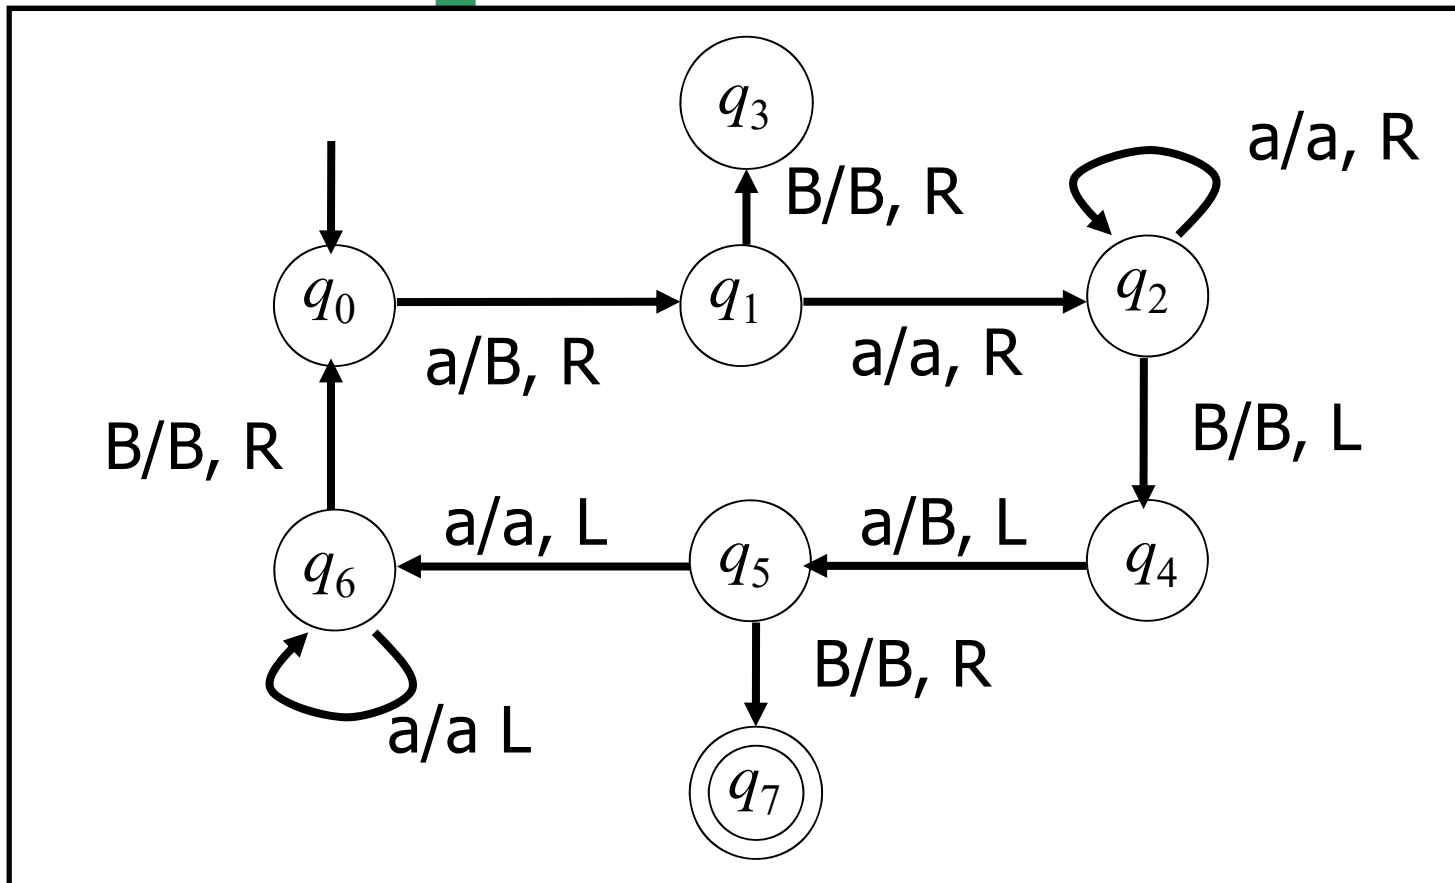 q3
a/a, R
B/B, R
q0
q1
q2
a/B, R
a/a, R
B/B, R
B/B, L
a/a, L
a/B, L
q6
q5
q4
B/B, R
a/a L
q7